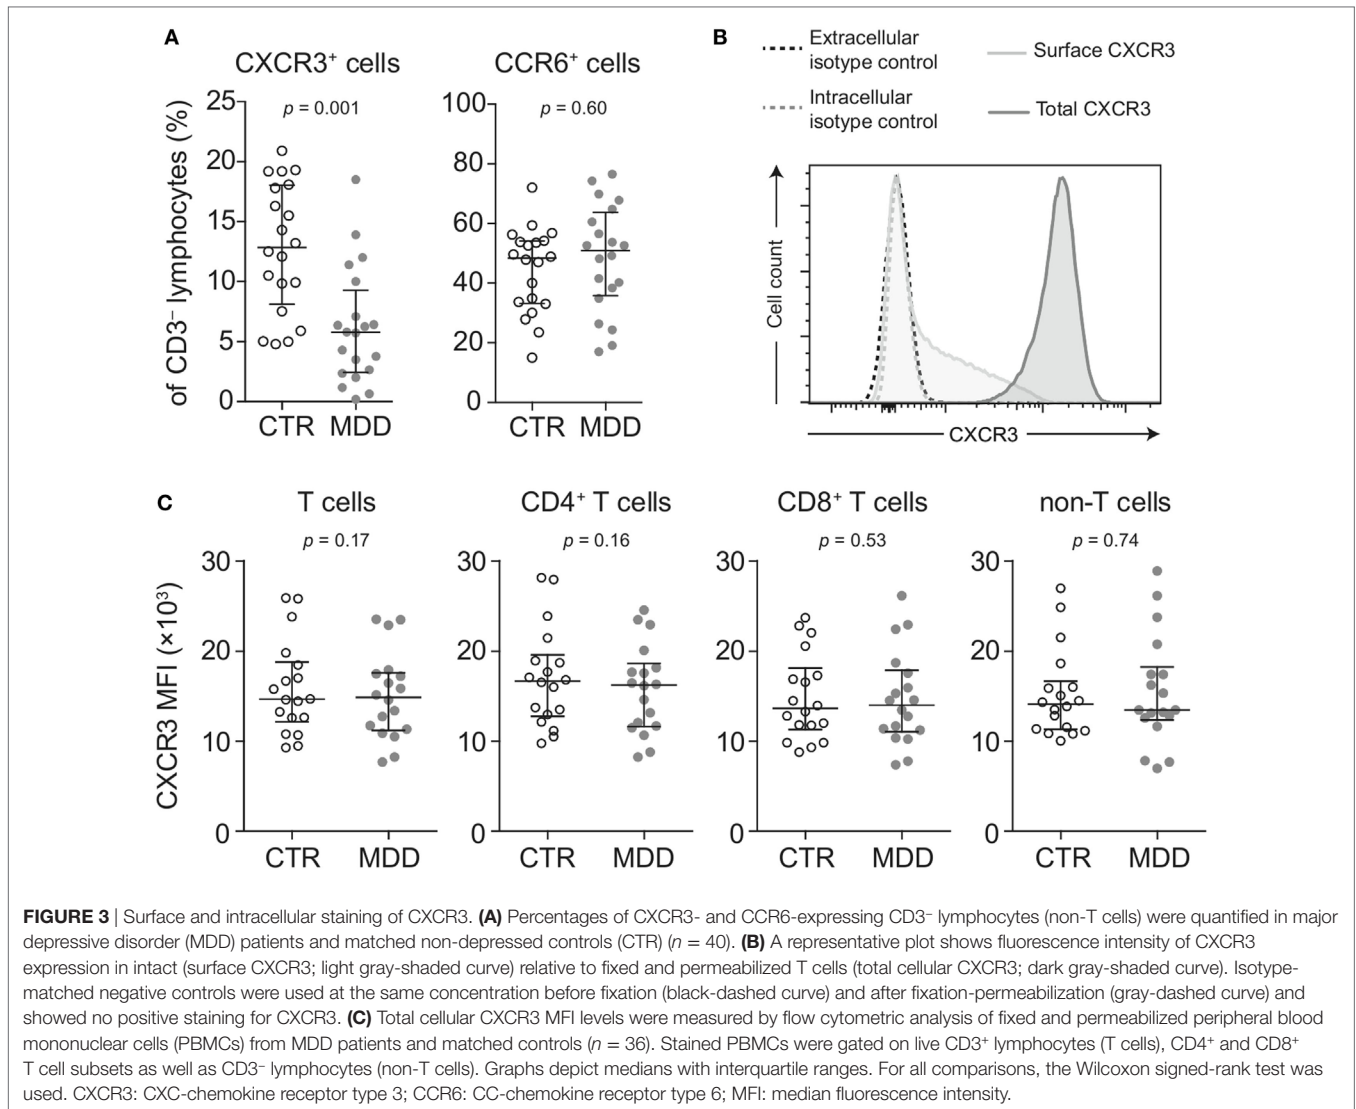 A
CXCR3⁺ cells
p = 0.001
of CD3⁻ lymphocytes (%)
25
20
15
10
5
0
CTR MDD
CCR6⁺ cells
p = 0.60
100
80
60
40
20
0
CTR MDD
B
Extracellular
isotype control
Surface CXCR3
Intracellular
isotype control
Total CXCR3
Cell count
CXCR3
C
T cells
p = 0.17
CXCR3 MFI (×10³)
30
20
10
0
CTR MDD
CD4⁺ T cells
p = 0.16
30
20
10
0
CTR MDD
CD8⁺ T cells
p = 0.53
30
20
10
0
CTR MDD
non-T cells
p = 0.74
30
20
10
0
CTR MDD
FIGURE 3 | Surface and intracellular staining of CXCR3. (A) Percentages of CXCR3- and CCR6-expressing CD3⁻ lymphocytes (non-T cells) were quantified in major
depressive disorder (MDD) patients and matched non-depressed controls (CTR) (n = 40). (B) A representative plot shows fluorescence intensity of CXCR3
expression in intact (surface CXCR3; light gray-shaded curve) relative to fixed and permeabilized T cells (total cellular CXCR3; dark gray-shaded curve). Isotype-
matched negative controls were used at the same concentration before fixation (black-dashed curve) and after fixation-permeabilization (gray-dashed curve) and
showed no positive staining for CXCR3. (C) Total cellular CXCR3 MFI levels were measured by flow cytometric analysis of fixed and permeabilized peripheral blood
mononuclear cells (PBMCs) from MDD patients and matched controls (n = 36). Stained PBMCs were gated on live CD3⁺ lymphocytes (T cells), CD4⁺ and CD8⁺
T cell subsets as well as CD3⁻ lymphocytes (non-T cells). Graphs depict medians with interquartile ranges. For all comparisons, the Wilcoxon signed-rank test was
used. CXCR3: CXC-chemokine receptor type 3; CCR6: CC-chemokine receptor type 6; MFI: median fluorescence intensity.